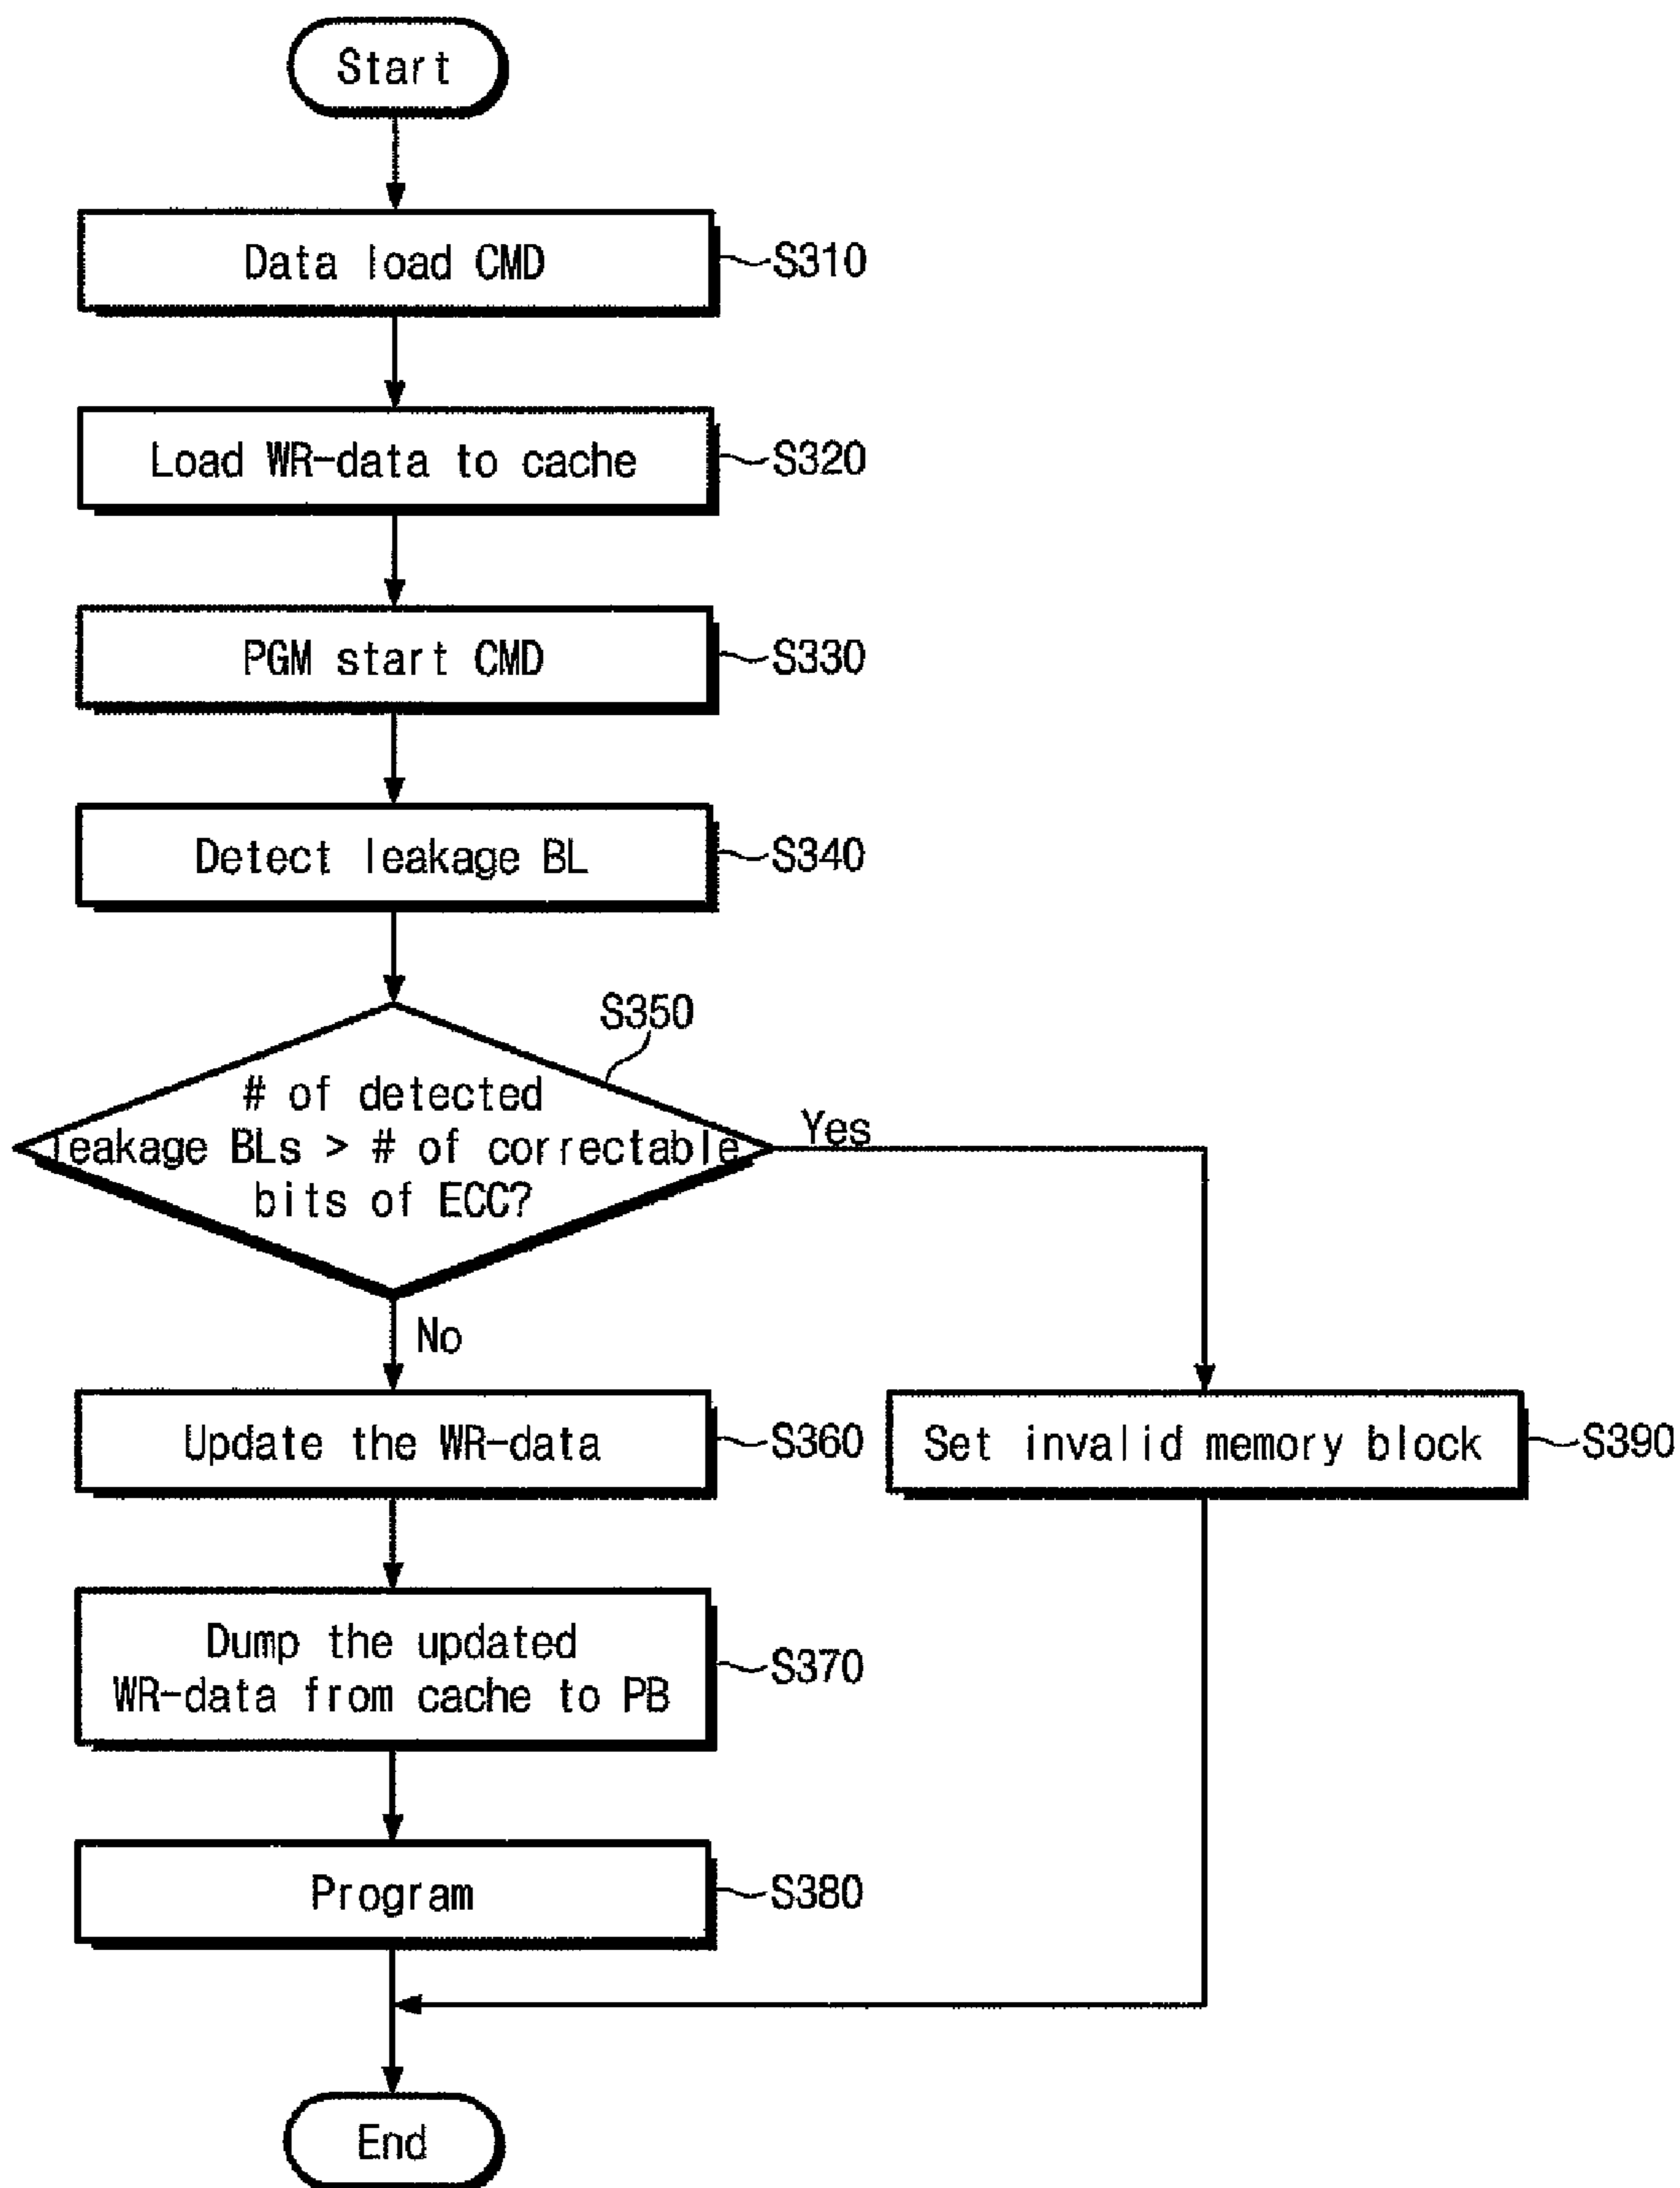 Start
Data load CMD
S310
Load WR-data to cache
S320
PGM start CMD
S330
Detect leakage BL
S340
S350
# of detected
leakage BLs > # of correctable
bits of ECC?
Yes
No
Update the WR-data
S360
Set invalid memory block
S390
Dump the updated
WR-data from cache to PB
S370
Program
S380
End